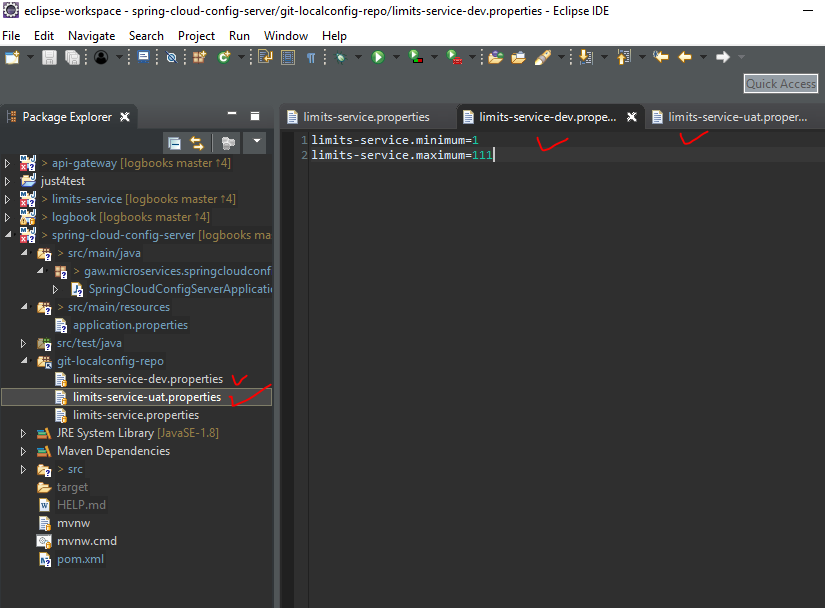 eclipse-workspace - spring-cloud-config-server/git-localconfig-repo/limits-service-dev.properties - Eclipse IDE
File Edit Navigate Search Project Run Window Help
Quick Access
Package Explorer
limits-service.properties
limits-service-dev.prope...
limits-service-uat.proper...
1 limits-service.minimum=1
2 limits-service.maximum=111
> api-gateway [logbooks master ↑4]
just4test
> limits-service [logbooks master ↑4]
> logbook [logbooks master ↑4]
> spring-cloud-config-server [logbooks ma
> src/main/java
> gaw.microservices.springcloudconf
SpringCloudConfigServerApplicati
> src/main/resources
application.properties
src/test/java
git-localconfig-repo
limits-service-dev.properties
limits-service-uat.properties
limits-service.properties
JRE System Library [JavaSE-1.8]
Maven Dependencies
> src
target
HELP.md
mvnw
mvnw.cmd
pom.xml